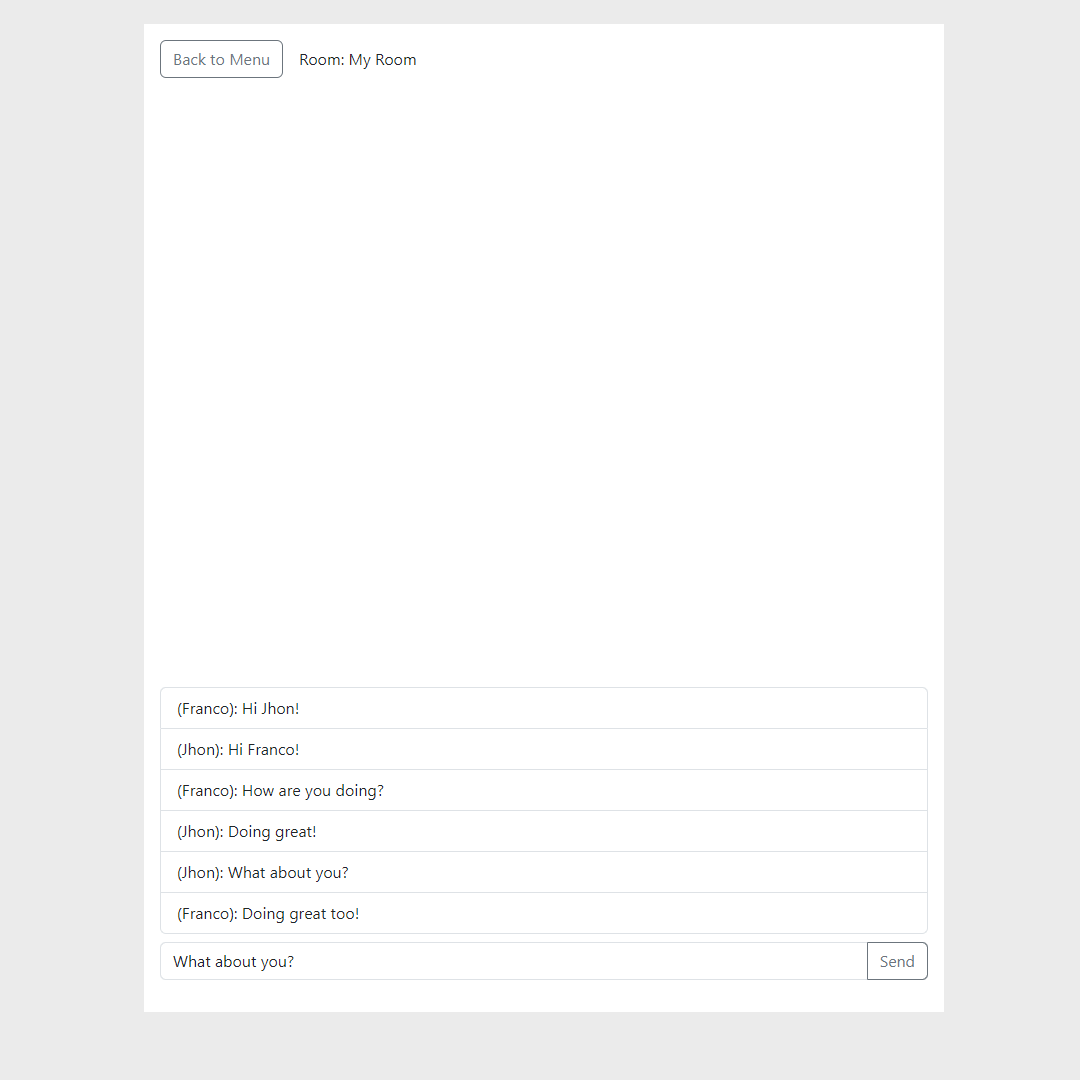 Back to Menu
Room: My Room
(Franco): Hi Jhon!
(Jhon): Hi Franco!
(Franco): How are you doing?
(Jhon): Doing great!
(Jhon): What about you?
(Franco): Doing great too!
What about you?
Send